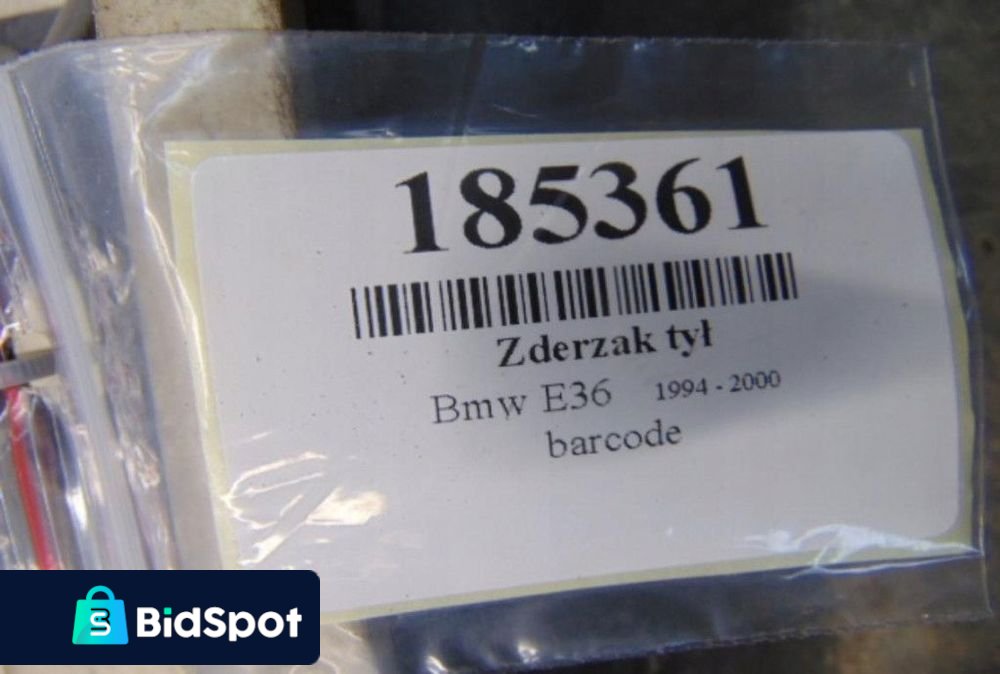 185361
Zderzak tył
Bmw E36 1994 - 2000
barcode
BidSpot